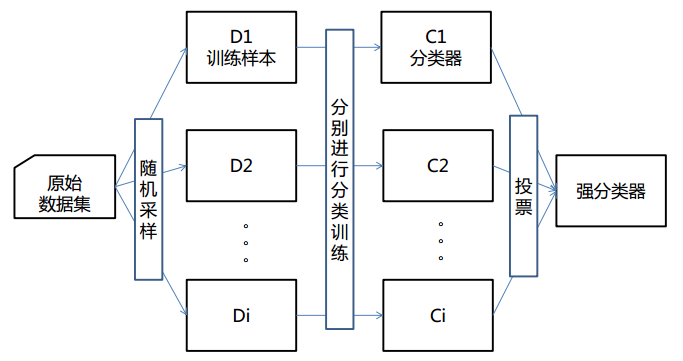 原始
数据集
随机采样
D1
训练样本
D2
。
。
。
Di
分别进行分类训练
C1
分类器
C2
。
。
。
Ci
投票
强分类器